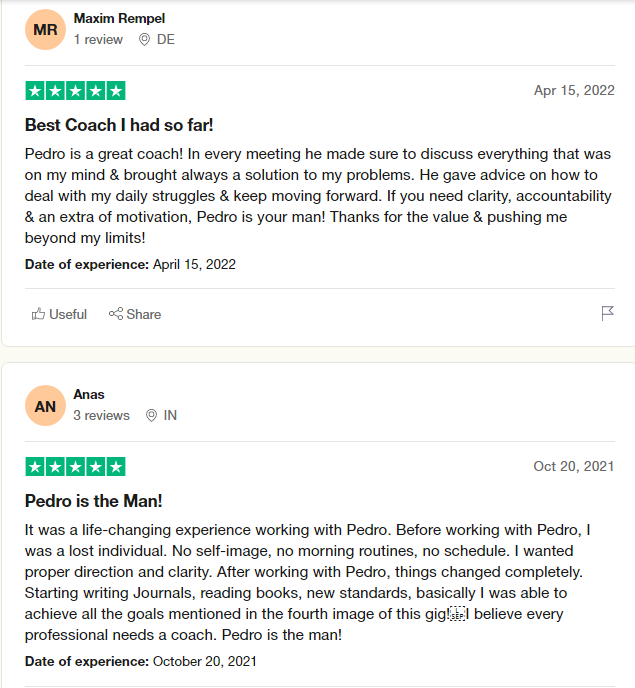 MR
Maxim Rempel
1 review DE
Apr 15, 2022
Best Coach I had so far!
Pedro is a great coach! In every meeting he made sure to discuss everything that was
on my mind & brought always a solution to my problems. He gave advice on how to
deal with my daily struggles & keep moving forward. If you need clarity, accountability
& an extra of motivation, Pedro is your man! Thanks for the value & pushing me
beyond my limits!
Date of experience: April 15, 2022
Useful Share
AN
Anas
3 reviews IN
Oct 20, 2021
Pedro is the Man!
It was a life-changing experience working with Pedro. Before working with Pedro, I
was a lost individual. No self-image, no morning routines, no schedule. I wanted
proper direction and clarity. After working with Pedro, things changed completely.
Starting writing Journals, reading books, new standards, basically I was able to
achieve all the goals mentioned in the fourth image of this gig! I believe every
professional needs a coach. Pedro is the man!
Date of experience: October 20, 2021